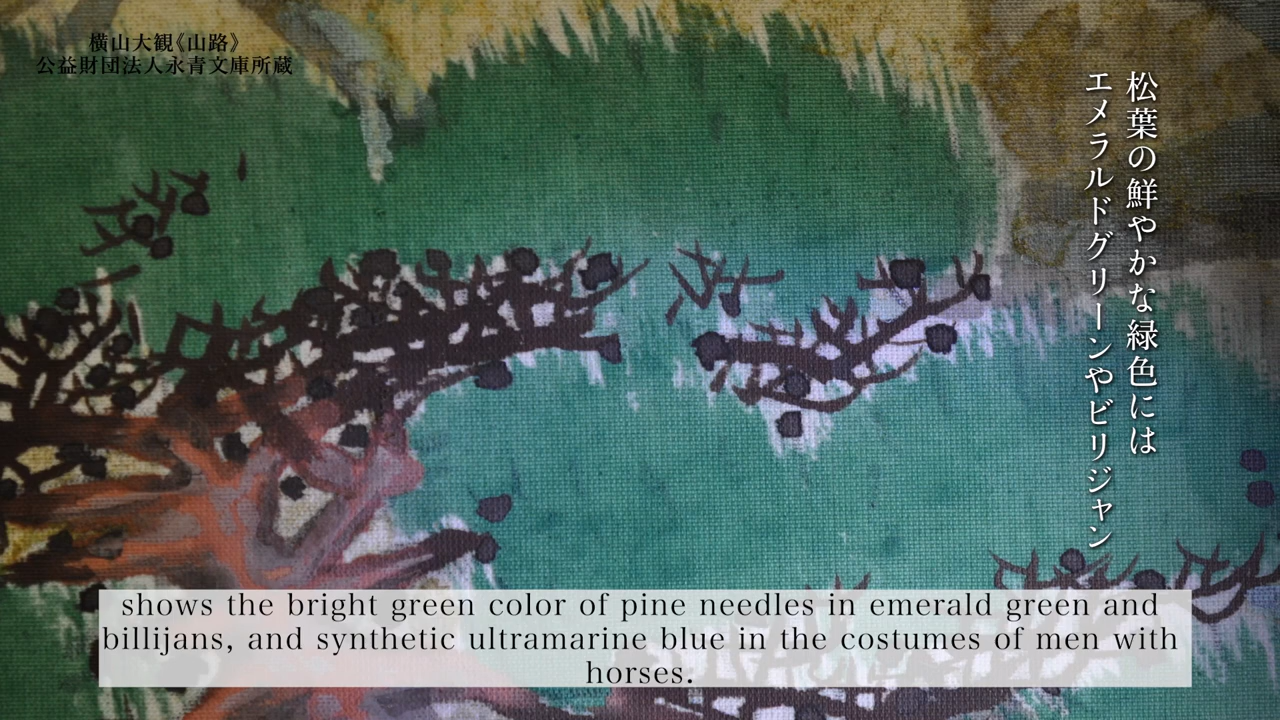 横山大観《山路》
公益財団法人永青文庫所蔵
松葉の鮮やかな緑色には
エメラルドグリーンやビリジャン
shows the bright green color of pine needles in emerald green and
billijans, and synthetic ultramarine blue in the costumes of men with
horses.